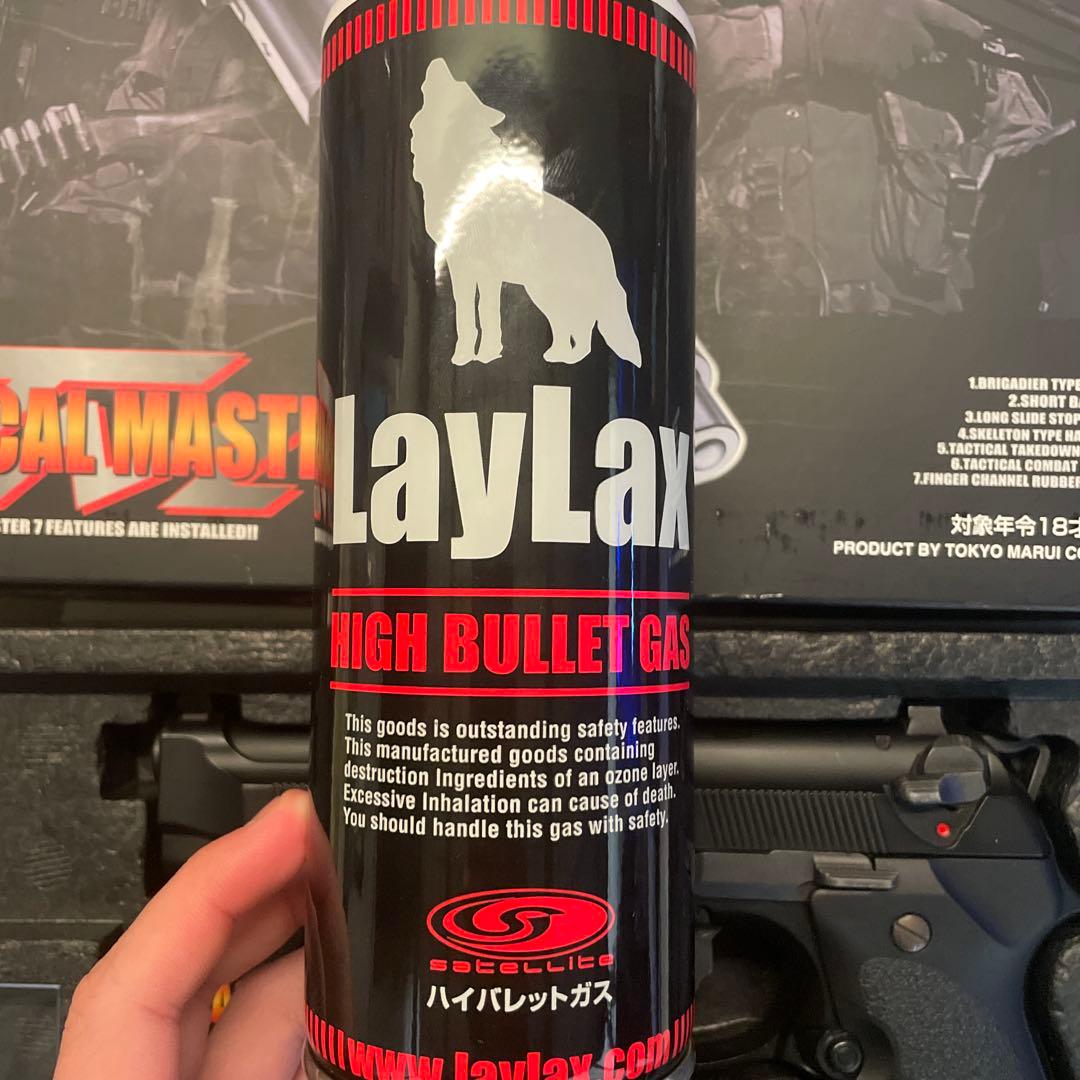 LayLax
HIGH BULLET GAS
This goods is outstanding safety features.
This manufactured goods containing
destruction Ingredients of an ozone layer.
Excessive Inhalation can cause of death.
You should handle this gas with safety.
satellite
ハイバレットガス
www.laylax.com
CAL MAST
TER 7 FEATURES ARE INSTALLED!!
1.BRIGADIER TYPE
2.SHORT
3.LONG SLIDE STOP
4.SKELETON TYPE HA
5.TACTICAL TAKEDOWN
6.TACTICAL COMBAT
7.FINGER CHANNEL RUBBER
対象年令18才
PRODUCT BY TOKYO MARUI CO